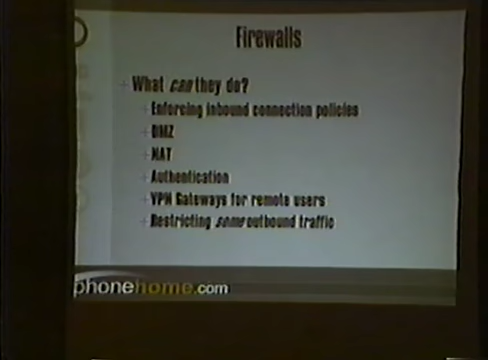 Firewalls
What can they do?
Enforcing inbound connection policies
DMZ
NAT
Authentication
VPN Gateways for remote users
Restricting some outbound traffic
phonehome.com